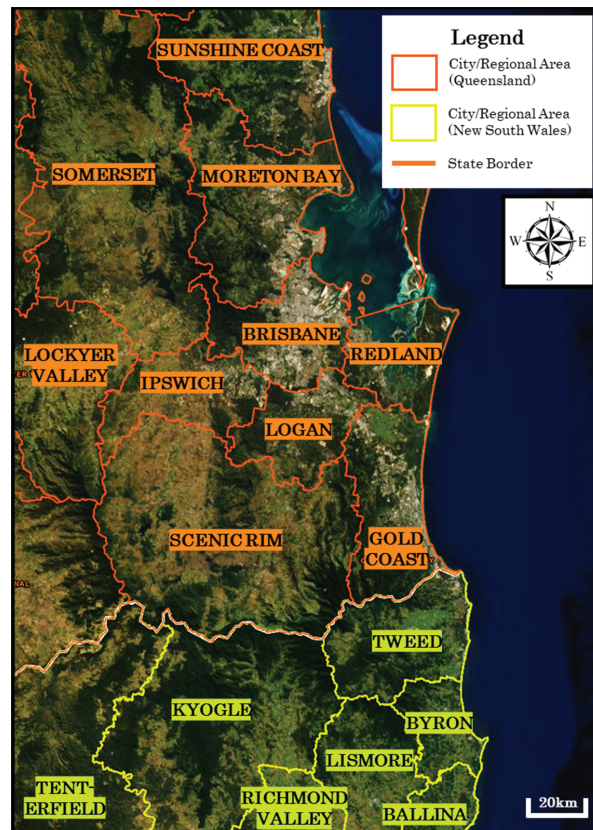 SUNSHINE COAST
Legend
City/Regional Area
(Queensland)
City/Regional Area
(New South Wales)
State Border
N
W
E
S
SOMERSET
MORETON BAY
BRISBANE
LOCKYER
VALLEY
REDLAND
IPSWICH
LOGAN
SCENIC RIM
GOLD
COAST
TWEED
KYOGLE
BYRON
LISMORE
TENT-
ERFIELD
RICHMOND
VALLEY
BALLINA
20km